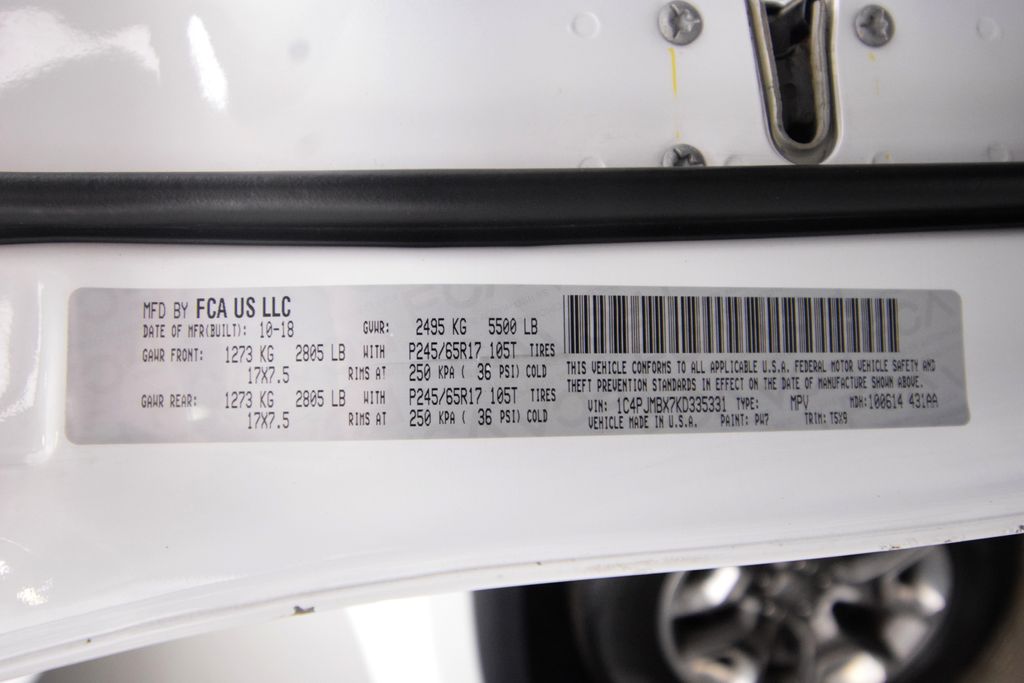 MFD BY FCA US LLC
DATE OF MFR(BUILT): 10-18 GVWR: 2495 KG 5500 LB
GAWR FRONT: 1273 KG 2805 LB WITH P245/65R17 105T TIRES
17X7.5 RIMS AT 250 KPA ( 36 PSI) COLD
GAWR REAR: 1273 KG 2805 LB WITH P245/65R17 105T TIRES
17X7.5 RIMS AT 250 KPA ( 36 PSI) COLD
THIS VEHICLE CONFORMS TO ALL APPLICABLE U.S.A. FEDERAL MOTOR VEHICLE SAFETY AND
THEFT PREVENTION STANDARDS IN EFFECT ON THE DATE OF MANUFACTURE SHOWN ABOVE.
VIN: 1C4PJMBX7KD335331 TYPE: MPV MDH:100614 431AA
VEHICLE MADE IN U.S.A. PAINT: PW7 TRIM: T5X9